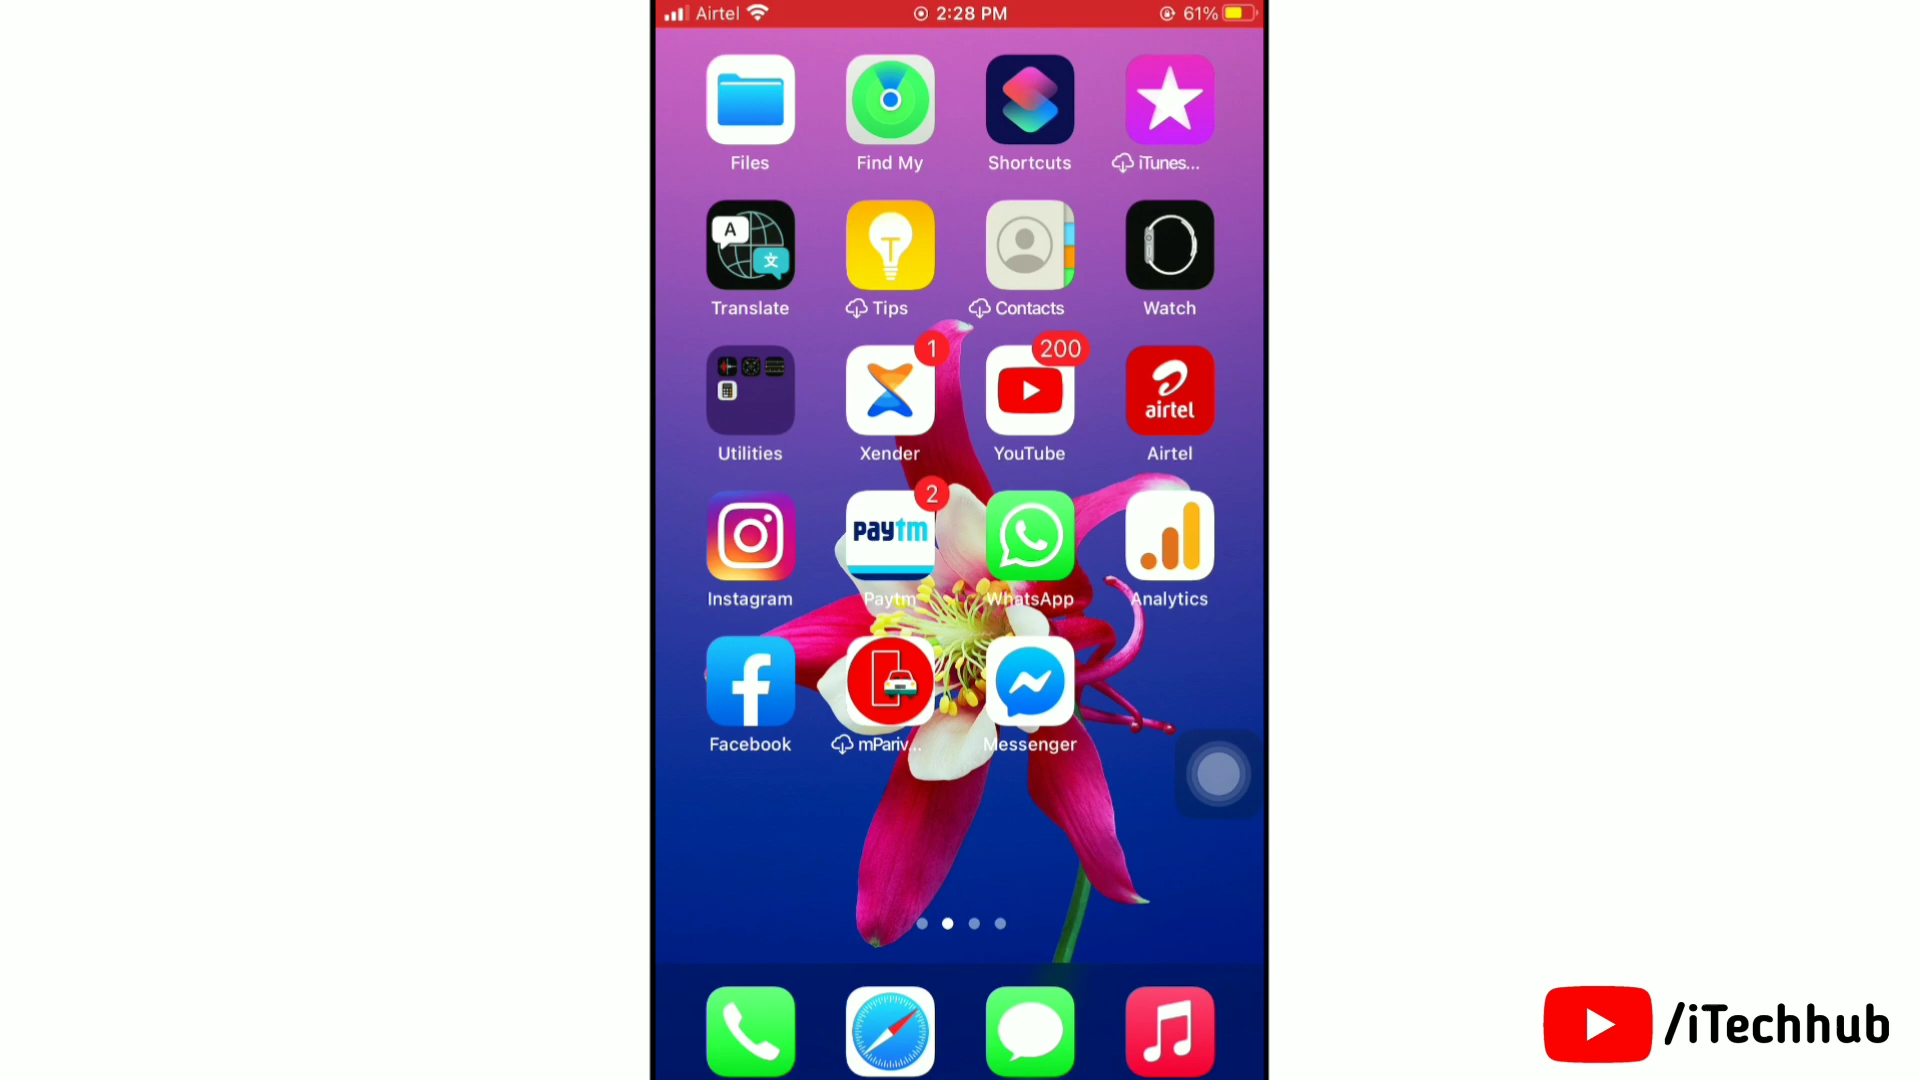 Airtel 2:28 PM 61%
Files Find My Shortcuts iTunes...
A 文
Translate Tips Contacts Watch
1 200
airtel
Utilities Xender YouTube Airtel
2
paytm
Instagram Paytm WhatsApp Analytics
Facebook mPariv... Messenger
/iTechhub